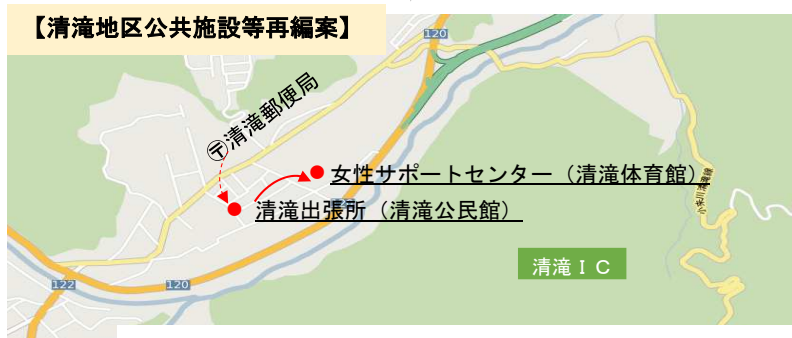 【清滝地区公共施設等再編案】
120
〒清滝郵便局
女性サポートセンター（清滝体育館）
清滝出張所（清滝公民館）
清滝ＩＣ
122
120